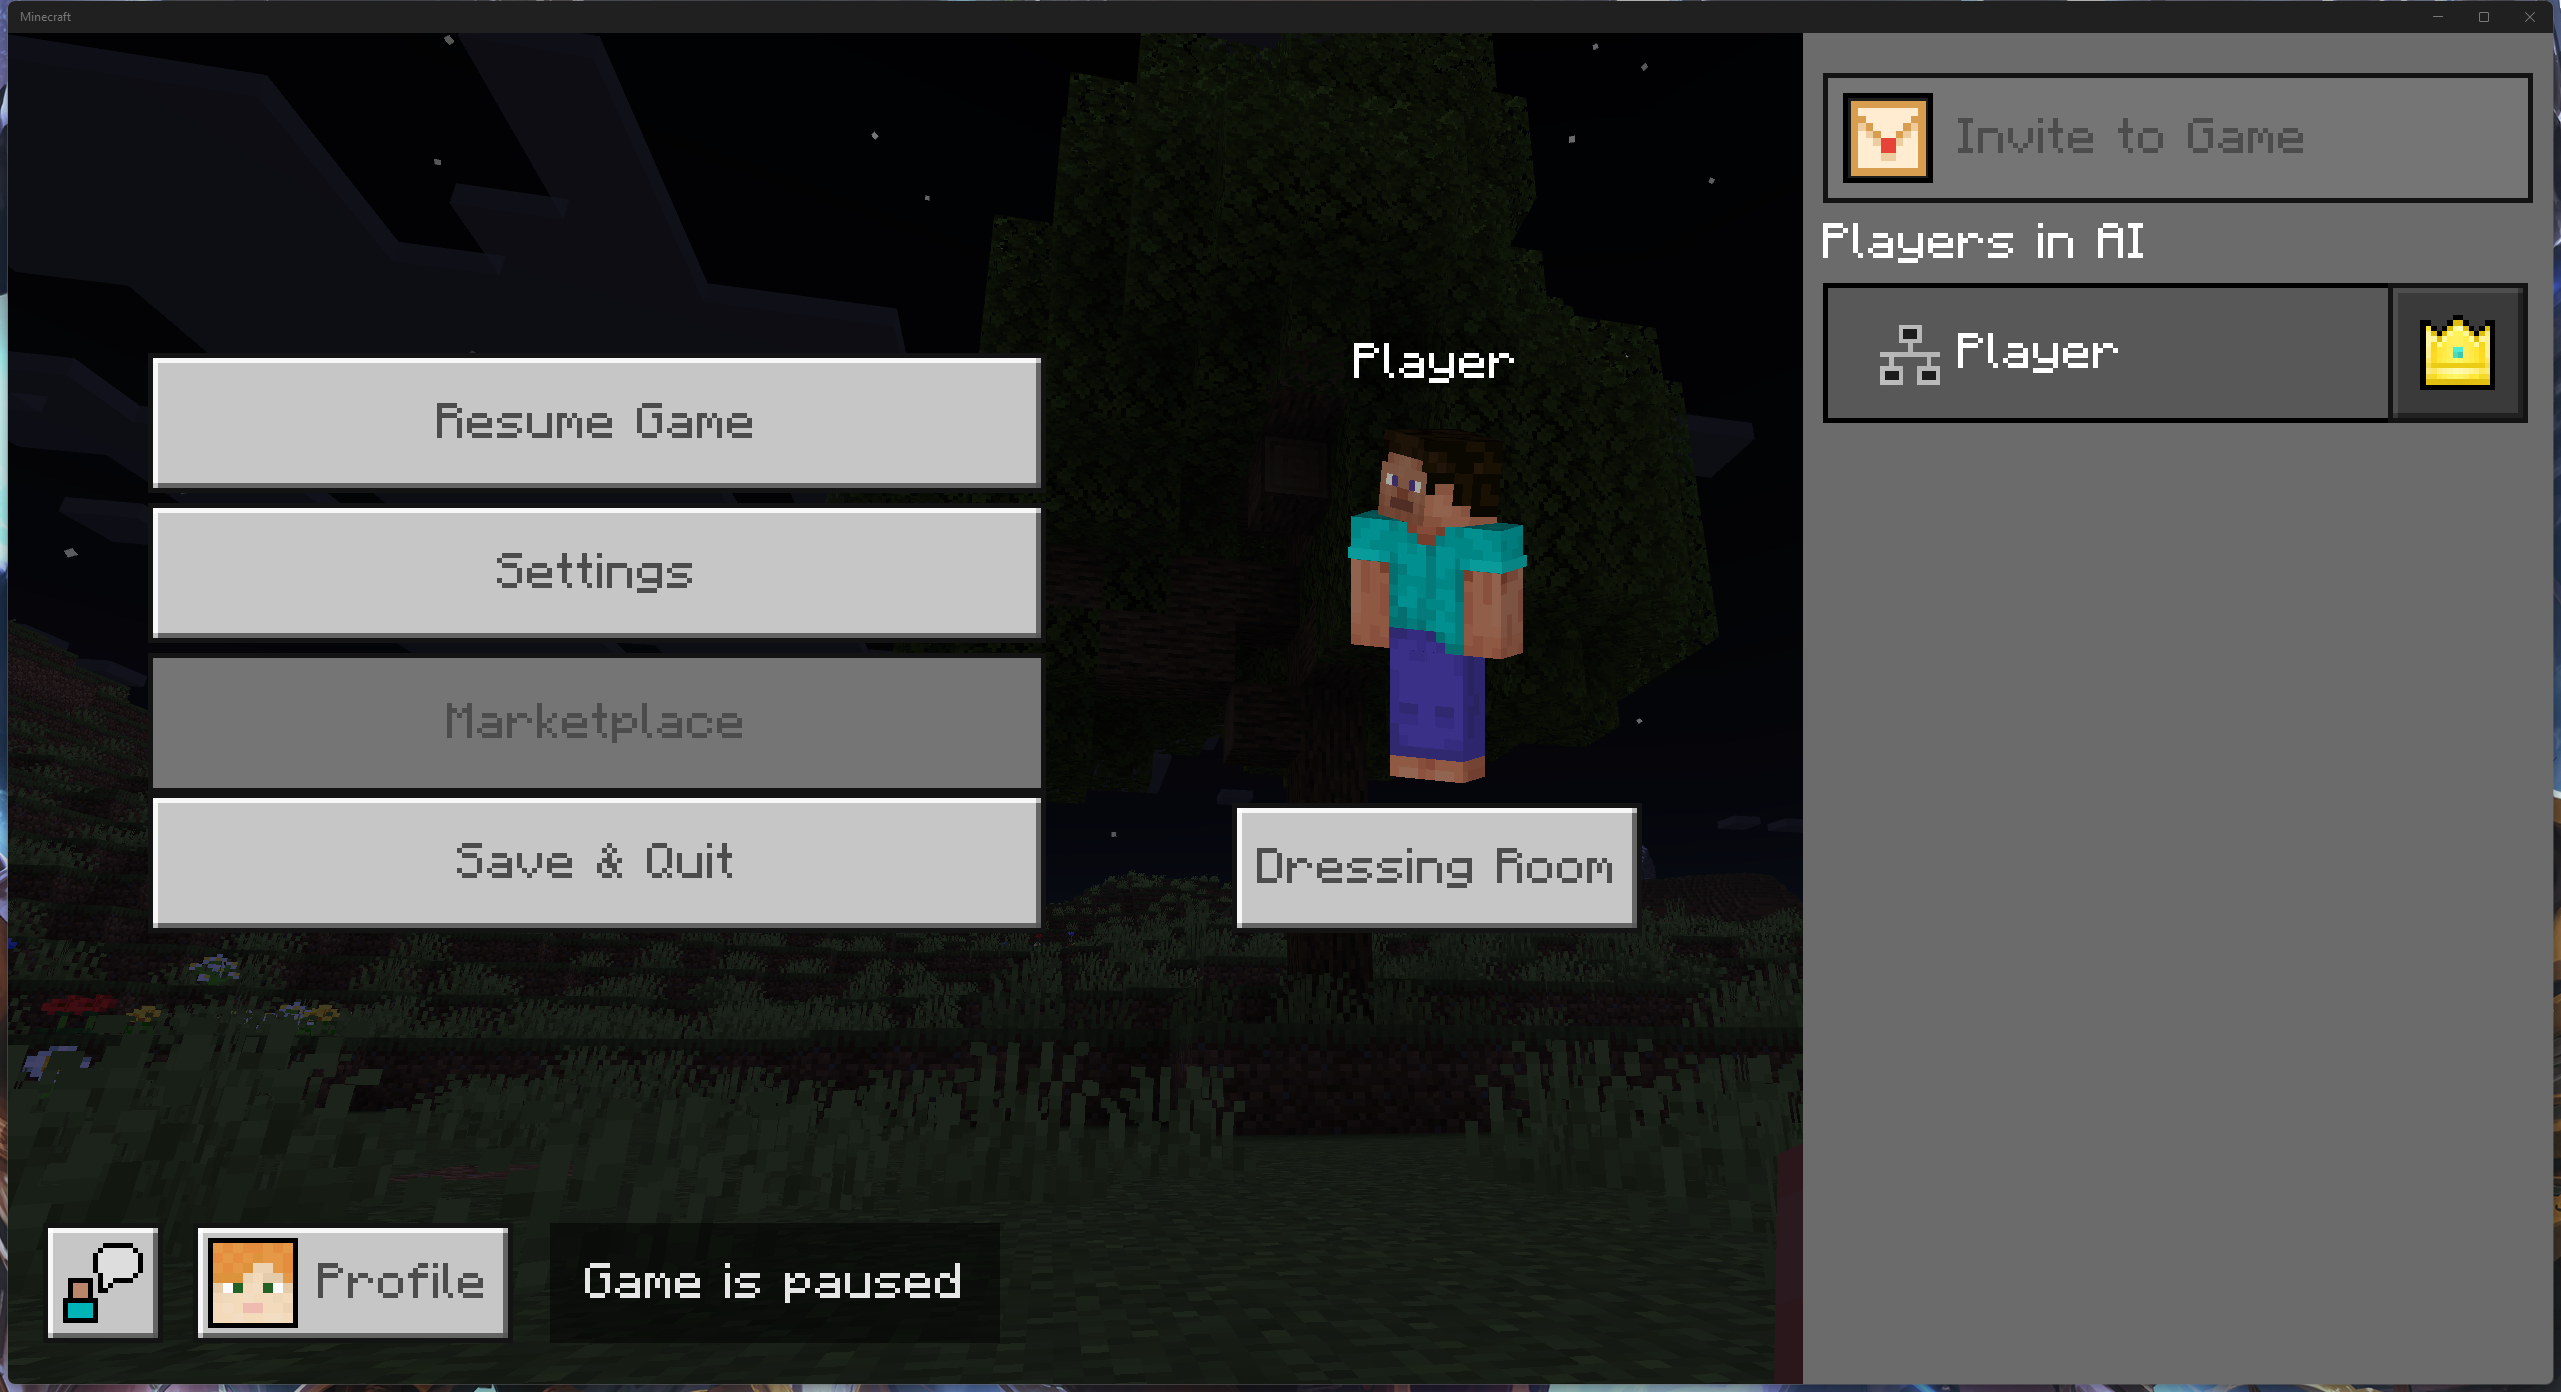 Minecraft
Resume Game
Settings
Marketplace
Save & Quit
Player
Dressing Room
Profile
Game is paused
Invite to Game
Players in AI
Player